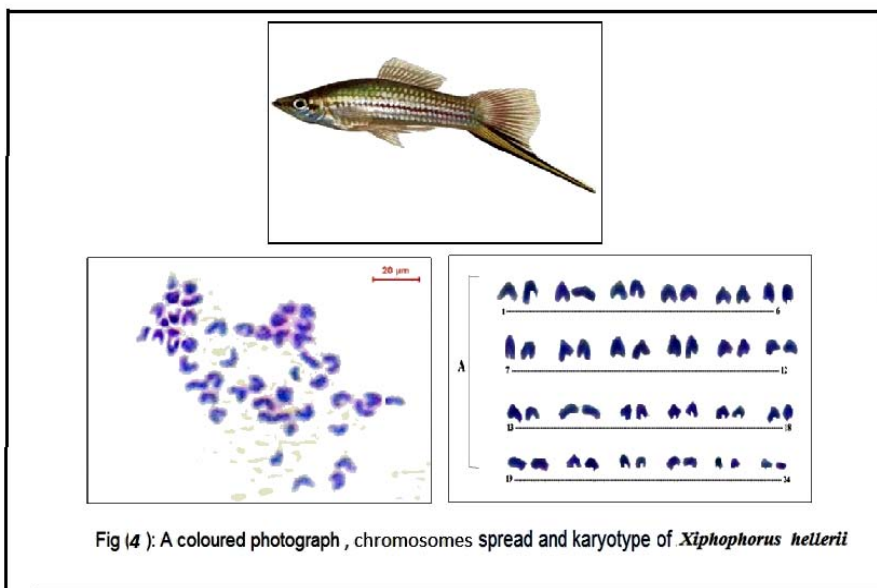 20 µm
A
1 6
7 12
13 18
19 24
Fig (4 ): A coloured photograph , chromosomes spread and karyotype of Xiphophorus hellerii